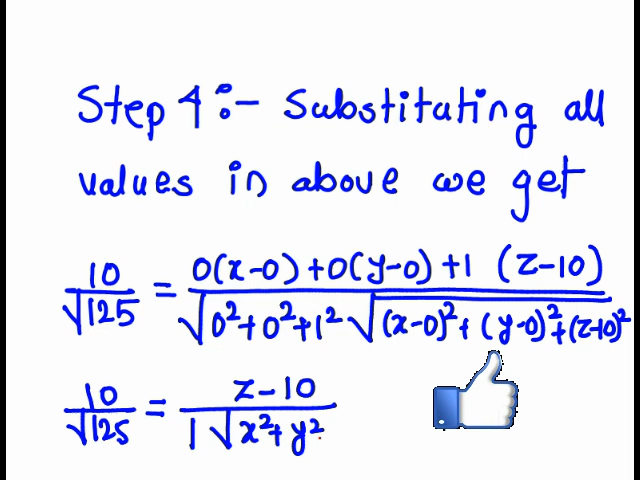 Step 4:- Substituting all
values in above we get
10/√125 = 0(x-0)+0(y-0)+1 (z-10) / √0²+0²+1² √(x-0)²+(y-0)²+(z-10)²
10/√125 = z-10 / 1√x²+y²